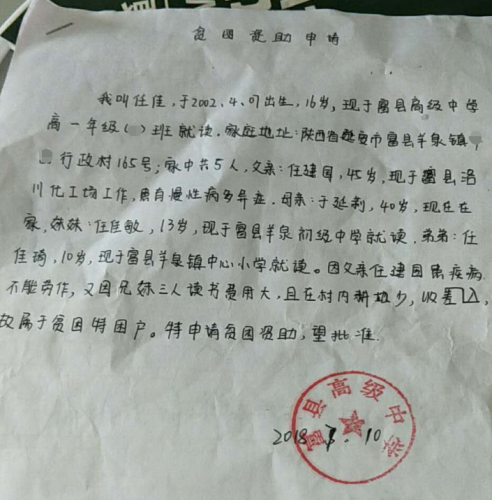 贫困资助申请
我叫任佳，于2002.4.07出生，16岁，现于富县高级中学
高一年级( )班就读，家庭地址：陕西省延安市富县羊泉镇
行政村165号；家中共5人，父亲：任建国，45岁，现于富县洛
川化工场工作，患有慢性病多异症，母亲：于延莉，40岁，现在在
家，妹妹：任佳敏，13岁，现于富县羊泉初级中学就读，弟弟：任
佳琦，10岁，现于富县羊泉镇中心小学就读。因父亲任建国患疾病
不能劳作，又因兄妹三人读书费用大，且在村内耕地少，收入，
故属于贫困特困户。特申请贫困资助，望批准.
富县高级中学
2018. 10